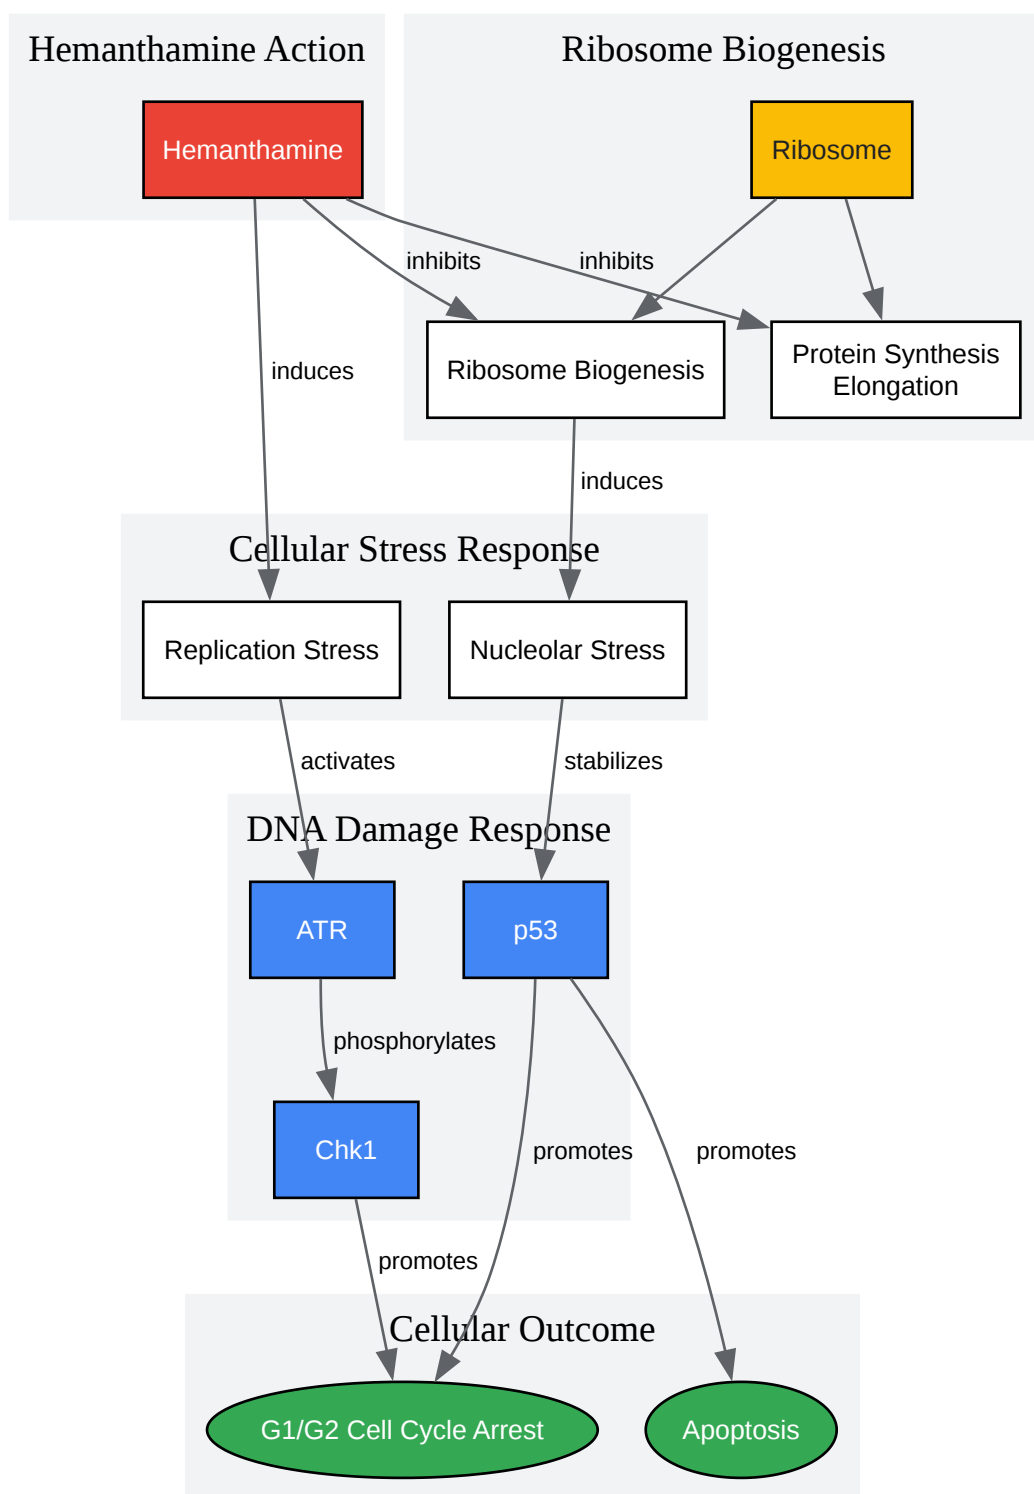 Hemanthamine Action
Ribosome Biogenesis
Hemanthamine
Ribosome
inhibits
inhibits
induces
Ribosome Biogenesis
Protein Synthesis
Elongation
induces
Cellular Stress Response
Replication Stress
Nucleolar Stress
activates
stabilizes
DNA Damage Response
ATR
p53
phosphorylates
Chk1
promotes
promotes
promotes
Cellular Outcome
G1/G2 Cell Cycle Arrest
Apoptosis